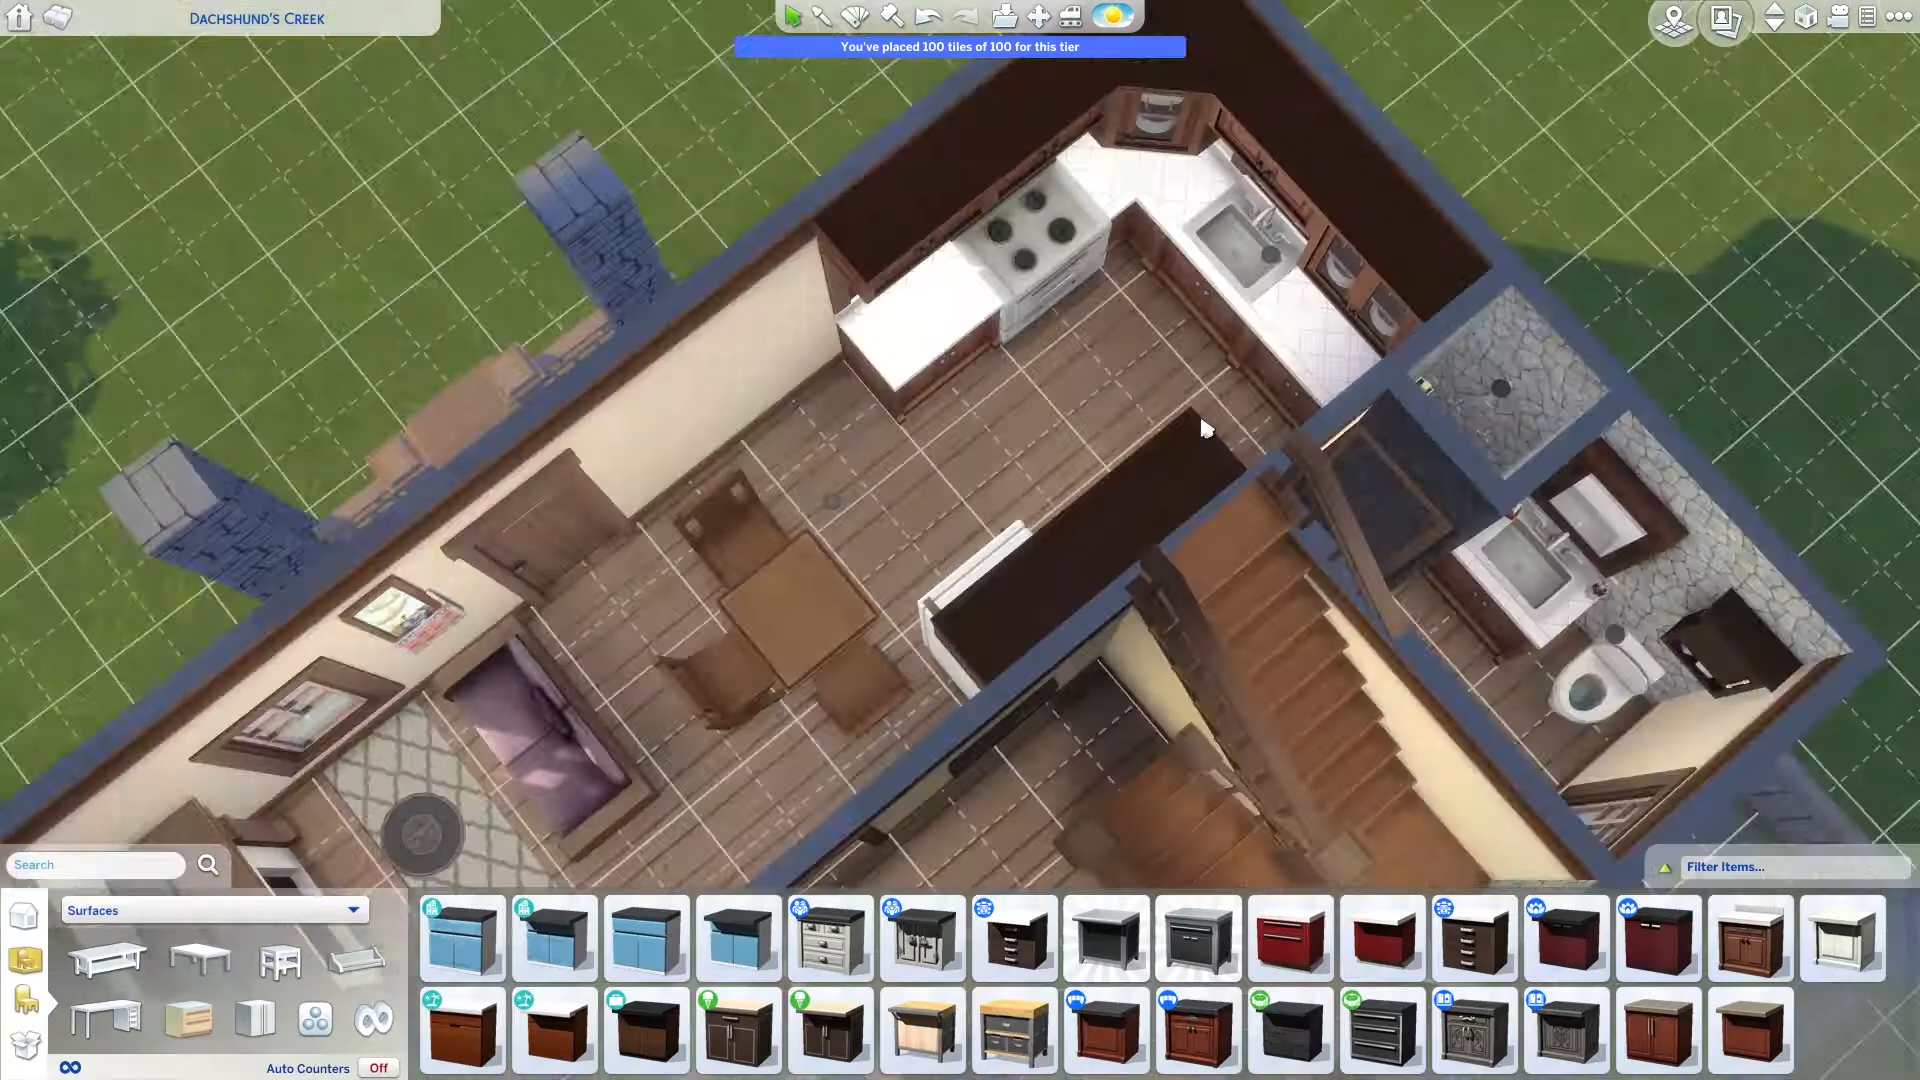 DACHSHUND'S CREEK
You've placed 100 tiles of 100 for this tier
Search
Filter Items...
Surfaces
Auto Counters Off